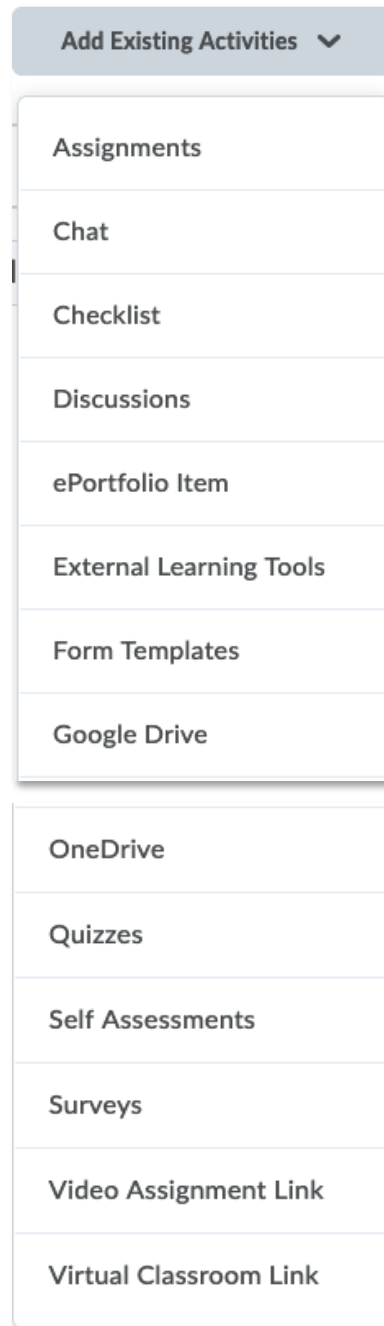 Add Existing Activities
Assignments
Chat
Checklist
Discussions
ePortfolio Item
External Learning Tools
Form Templates
Google Drive
OneDrive
Quizzes
Self Assessments
Surveys
Video Assignment Link
Virtual Classroom Link